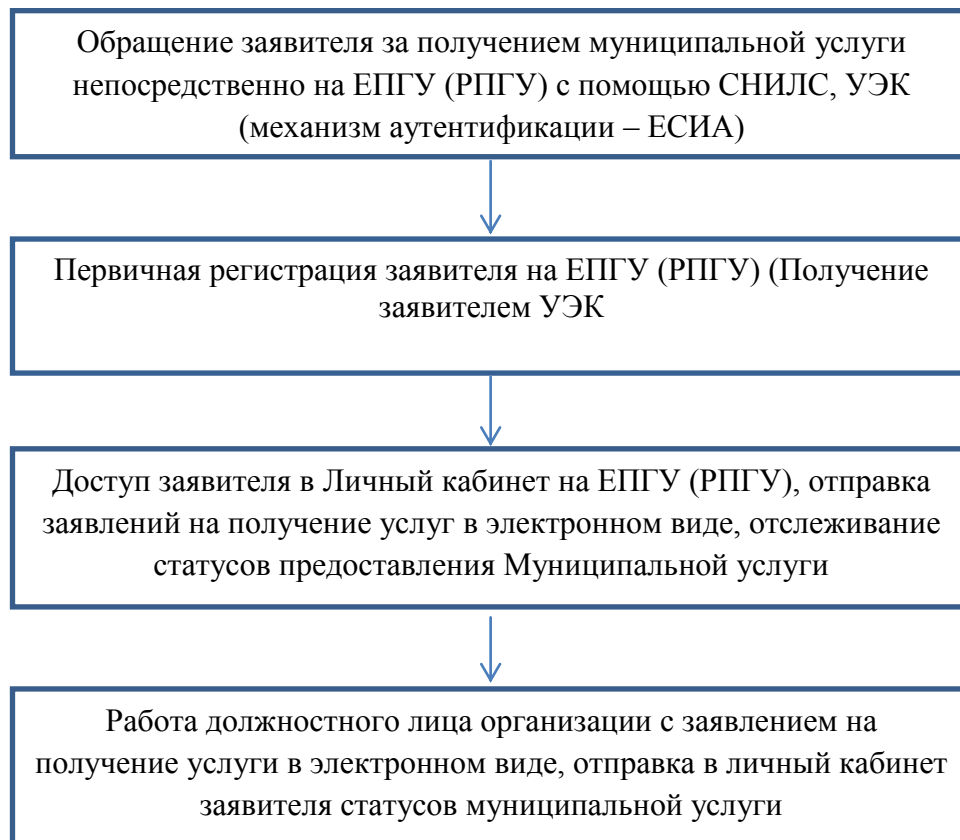 Обращение заявителя за получением муниципальной услуги
непосредственно на ЕПГУ (РПГУ) с помощью СНИЛС, УЭК
(механизм аутентификации – ЕСИА)
Первичная регистрация заявителя на ЕПГУ (РПГУ) (Получение
заявителем УЭК
Доступ заявителя в Личный кабинет на ЕПГУ (РПГУ), отправка
заявлений на получение услуг в электронном виде, отслеживание
статусов предоставления Муниципальной услуги
Работа должностного лица организации с заявлением на
получение услуги в электронном виде, отправка в личный кабинет
заявителя статусов муниципальной услуги